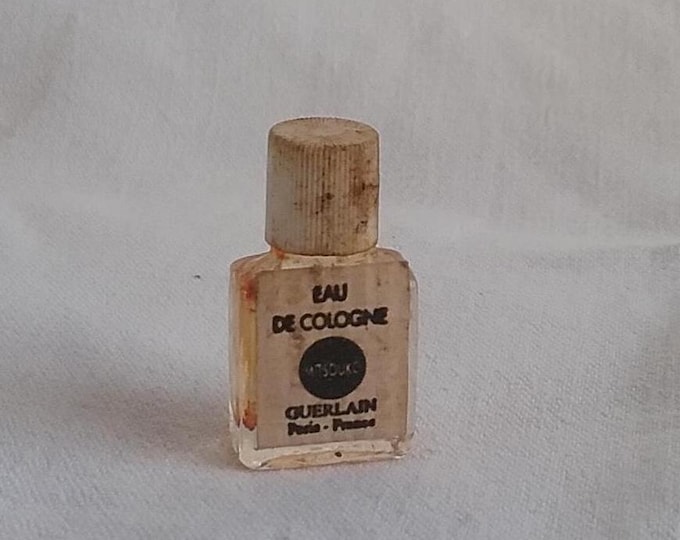 EAU
DE COLOGNE
MITSOUKO
GUERLAIN
Paris - France